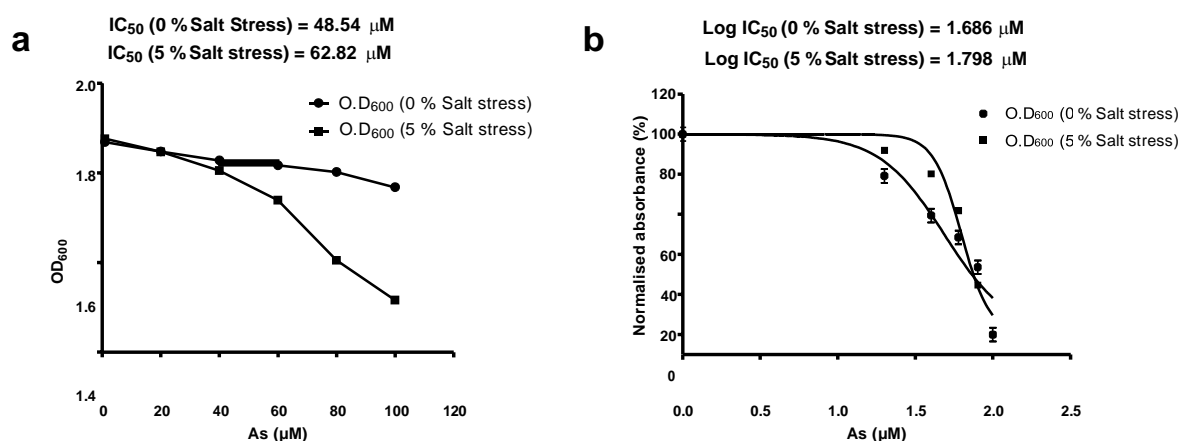 a
IC50 (0 % Salt Stress) = 48.54 μM
IC50 (5 % Salt stress) = 62.82 μM
2.0
1.8
1.6
1.4
OD600
O.D600 (0 % Salt stress)
O.D600 (5 % Salt stress)
0 20 40 60 80 100 120
As (μM)
b
Log IC50 (0 % Salt stress) = 1.686 μM
Log IC50 (5 % Salt stress) = 1.798 μM
120
100
80
60
40
20
0
Normalised absorbance (%)
O.D600 (0 % Salt stress)
O.D600 (5 % Salt stress)
0.0 0.5 1.0 1.5 2.0 2.5
As (μM)